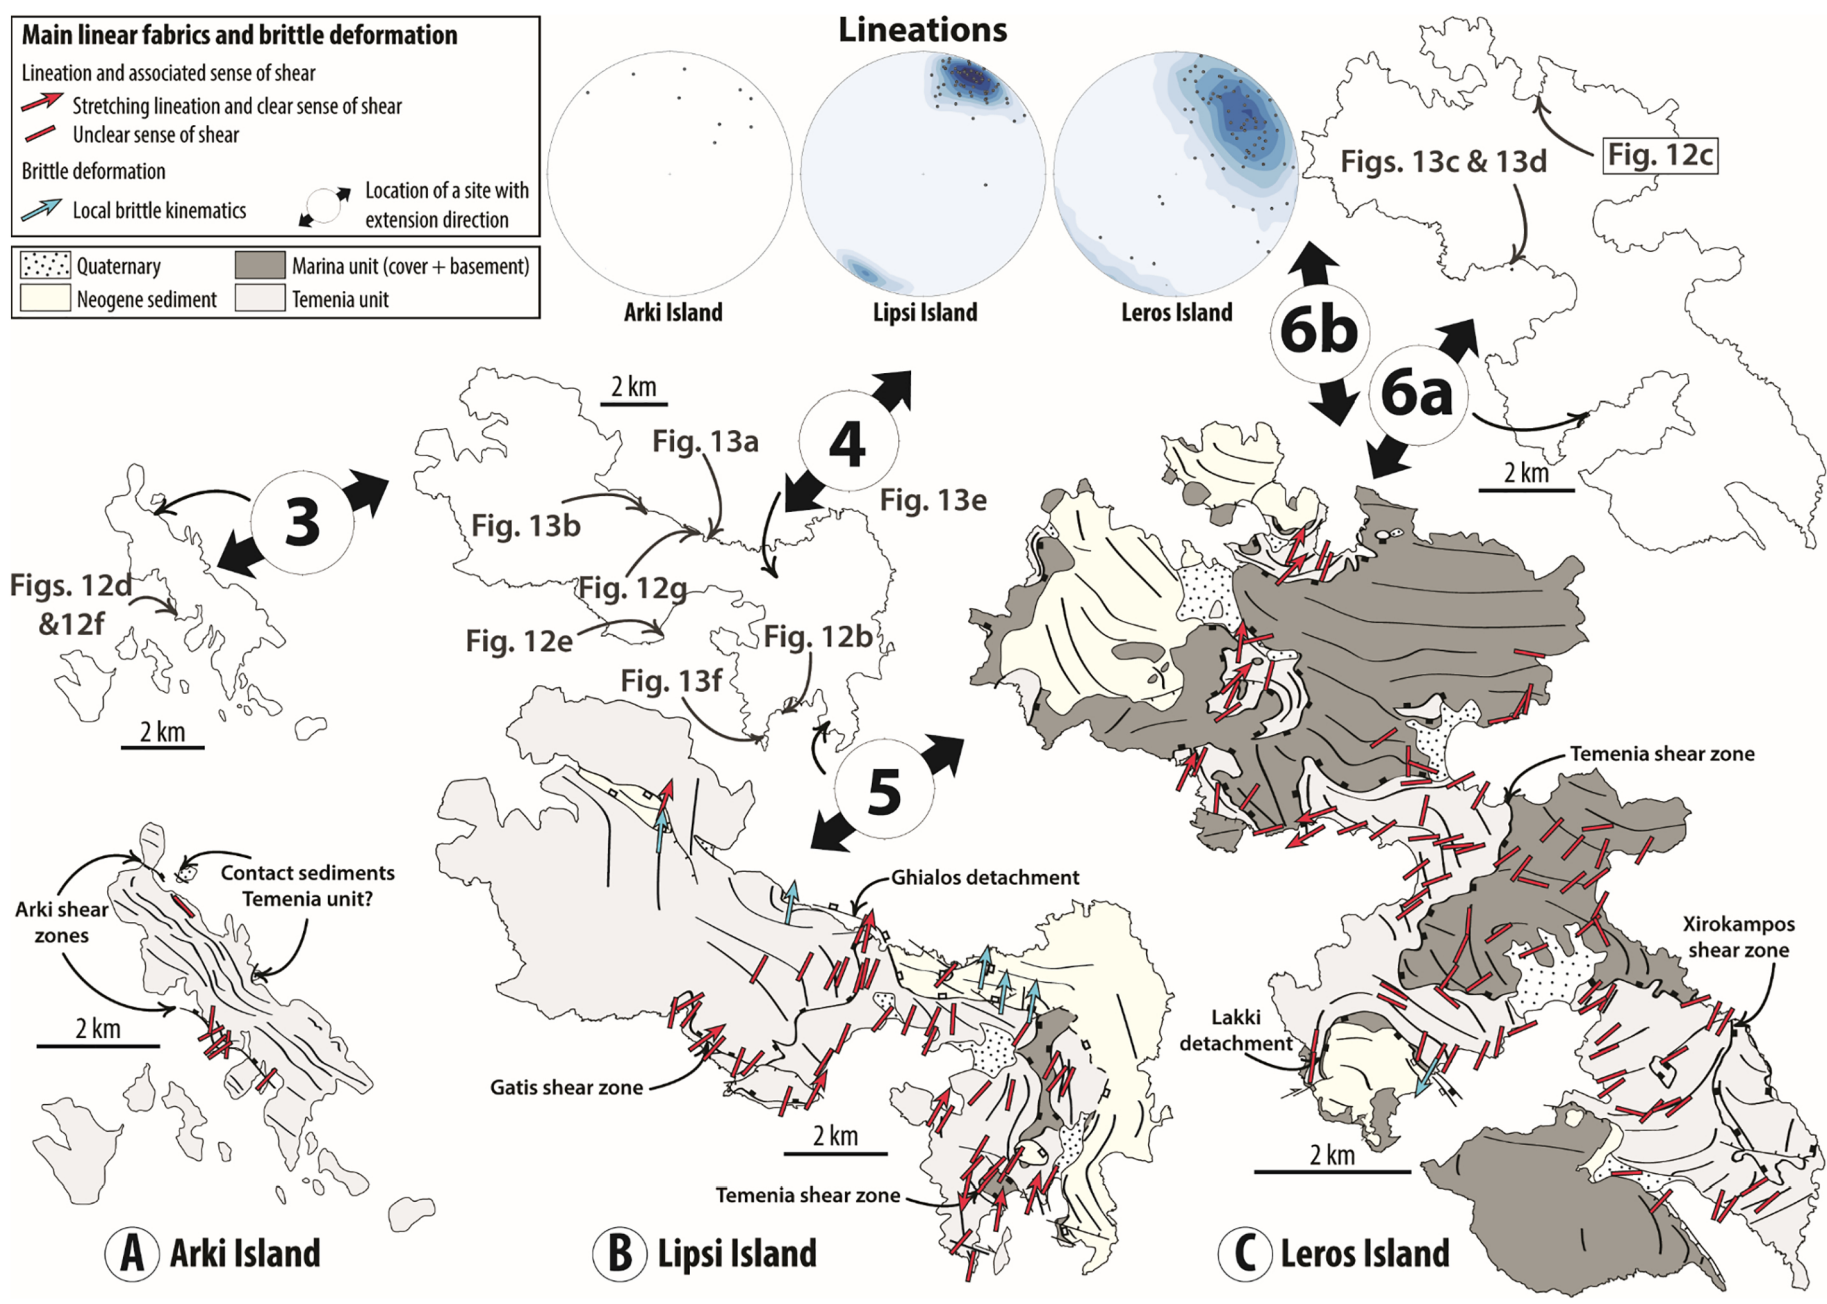 Main linear fabrics and brittle deformation
Lineation and associated sense of shear
Stretching lineation and clear sense of shear
Unclear sense of shear
Brittle deformation
Local brittle kinematics
Location of a site with
extension direction
Quaternary
Marina unit (cover + basement)
Neogene sediment
Temenia unit
Lineations
Arki Island
Lipsi Island
Leros Island
Figs. 13c & 13d
Fig. 12c
6b
6a
2 km
2 km
4
Fig. 13a
Fig. 13e
Fig. 13b
Fig. 12g
Fig. 12e
Fig. 12b
Fig. 13f
5
3
Figs. 12d
&12f
2 km
Arki shear
zones
Contact sediments
Temenia unit?
2 km
A Arki Island
Ghialos detachment
Gatis shear zone
2 km
Temenia shear zone
B Lipsi Island
Temenia shear zone
Xirokampos
shear zone
Lakki
detachment
2 km
C Leros Island